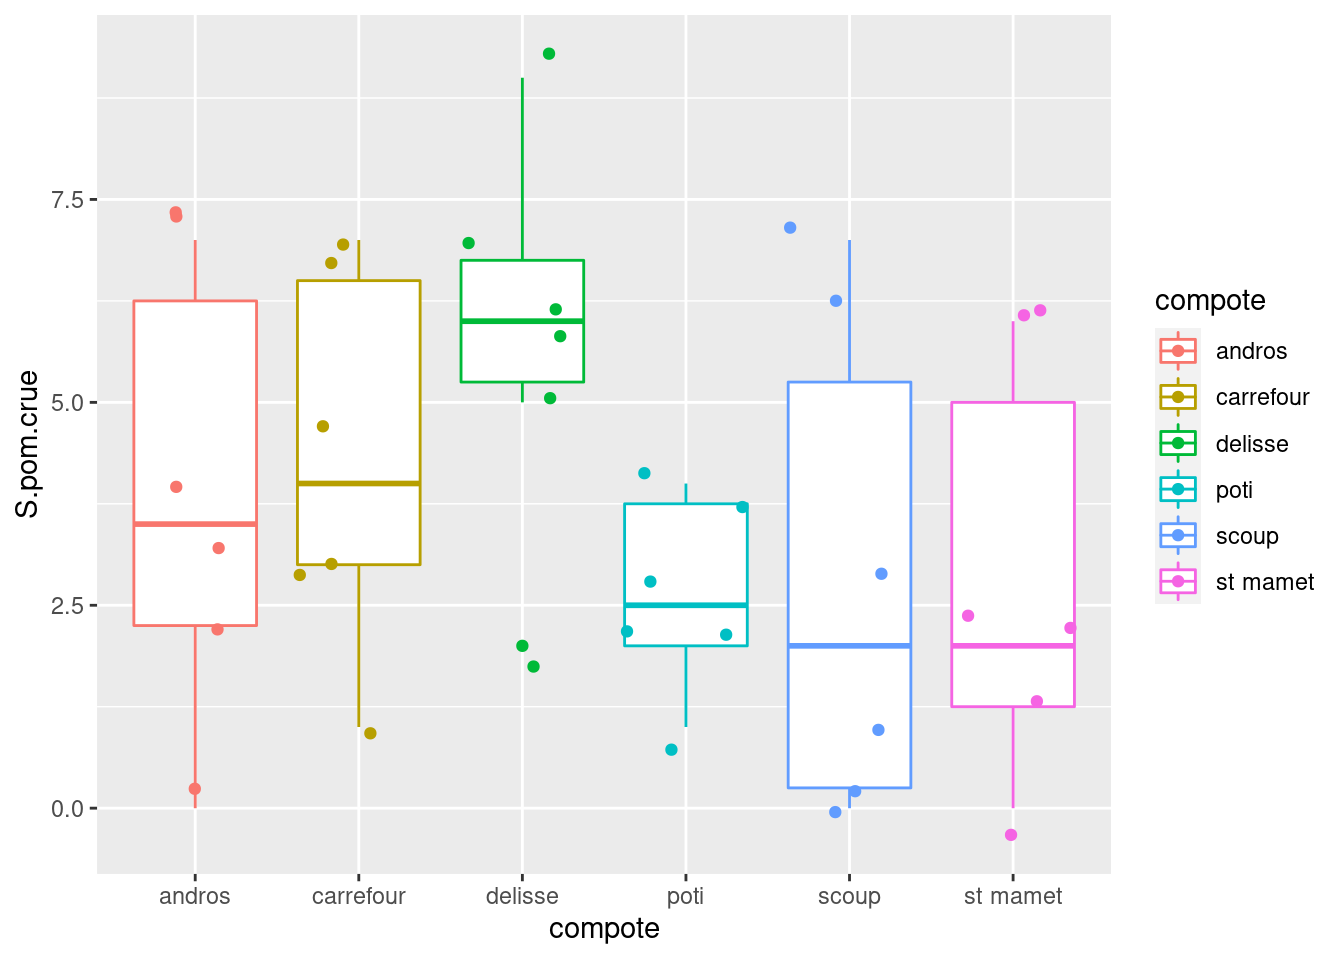 S.pom.crue
7.5
5.0
2.5
0.0
andros
carrefour
delisse
poti
scoup
st mamet
compote
compote
andros
carrefour
delisse
poti
scoup
st mamet